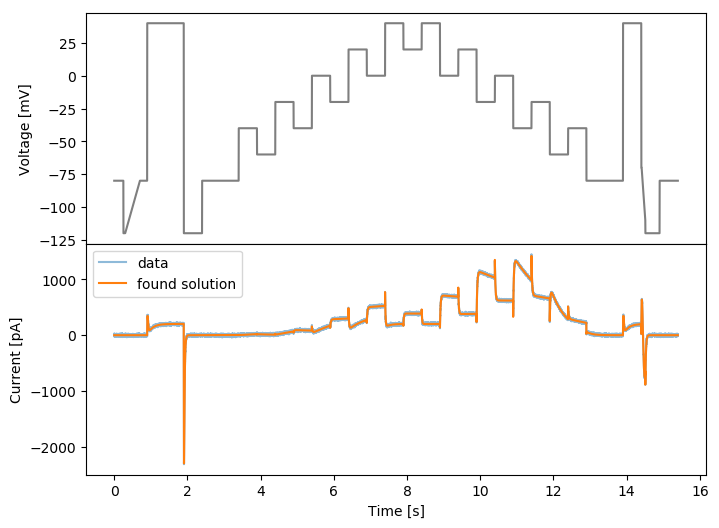 25
0
−25
−50
−75
−100
−125
Voltage [mV]
data
found solution
1000
0
−1000
−2000
Current [pA]
0 2 4 6 8 10 12 14 16
Time [s]